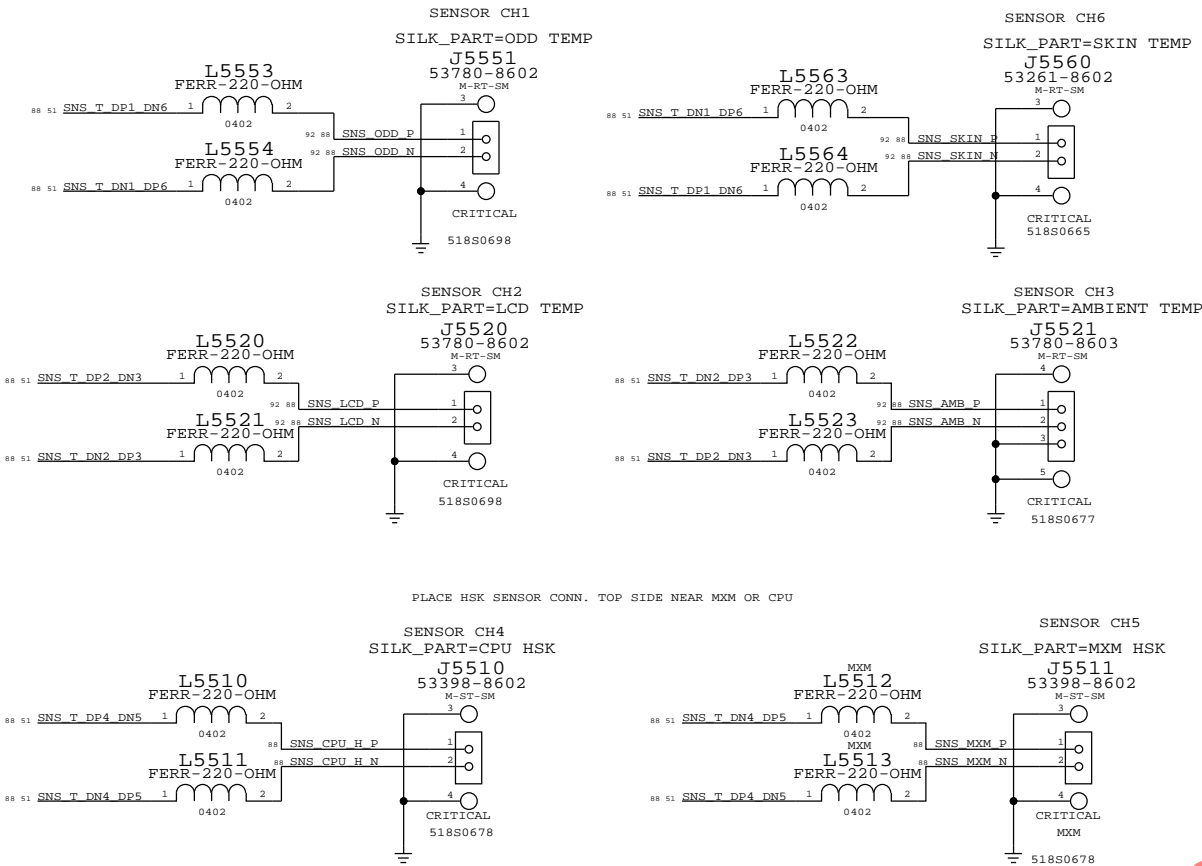 SENSOR CH1
SILK_PART=ODD TEMP
J5551
53780-8602
M-RT-SM
L5553
FERR-220-OHM
88 51 SNS_T_DP1_DN6 1 2
0402
3
92 88 SNS_ODD_P 1
92 88 SNS_ODD_N 2
L5554
FERR-220-OHM
88 51 SNS_T_DN1_DP6 1 2
0402
4
CRITICAL
518S0698
SENSOR CH6
SILK_PART=SKIN TEMP
J5560
53261-8602
M-RT-SM
L5563
FERR-220-OHM
88 51 SNS_T_DN1_DP6 1 2
0402
3
92 88 SNS_SKIN_P 1
92 88 SNS_SKIN_N 2
L5564
FERR-220-OHM
88 51 SNS_T_DP1_DN6 1 2
0402
4
CRITICAL
518S0665
SENSOR CH2
SILK_PART=LCD TEMP
J5520
53780-8602
M-RT-SM
L5520
FERR-220-OHM
88 51 SNS_T_DP2_DN3 1 2
0402
3
92 88 SNS_LCD_P 1
92 88 SNS_LCD_N 2
L5521
FERR-220-OHM
88 51 SNS_T_DN2_DP3 1 2
0402
4
CRITICAL
518S0698
SENSOR CH3
SILK_PART=AMBIENT TEMP
J5521
53780-8603
M-RT-SM
L5522
FERR-220-OHM
88 51 SNS_T_DN2_DP3 1 2
0402
4
92 88 SNS_AMB_P 1
92 88 SNS_AMB_N 2
3
L5523
FERR-220-OHM
88 51 SNS_T_DP2_DN3 1 2
0402
5
CRITICAL
518S0677
PLACE HSK SENSOR CONN. TOP SIDE NEAR MXM OR CPU
SENSOR CH4
SILK_PART=CPU HSK
J5510
53398-8602
M-ST-SM
L5510
FERR-220-OHM
88 51 SNS_T_DP4_DN5 1 2
0402
3
88 SNS_CPU_H_P 1
88 SNS_CPU_H_N 2
L5511
FERR-220-OHM
88 51 SNS_T_DN4_DP5 1 2
0402
4
CRITICAL
518S0678
SENSOR CH5
SILK_PART=MXM HSK
J5511
53398-8602
M-ST-SM
MXM
L5512
FERR-220-OHM
88 51 SNS_T_DN4_DP5 1 2
0402
3
88 SNS_MXM_P 1
88 SNS_MXM_N 2
MXM
L5513
FERR-220-OHM
88 51 SNS_T_DP4_DN5 1 2
0402
4
CRITICAL
MXM
518S0678